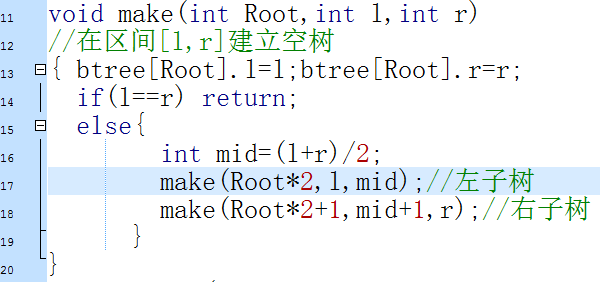 11 void make(int Root,int l,int r)
12 //在区间[l,r]建立空树
13 { btree[Root].l=l;btree[Root].r=r;
14 if(l==r) return;
15 else{
16 int mid=(l+r)/2;
17 make(Root*2,l,mid);//左子树
18 make(Root*2+1,mid+1,r);//右子树
19 }
20 }